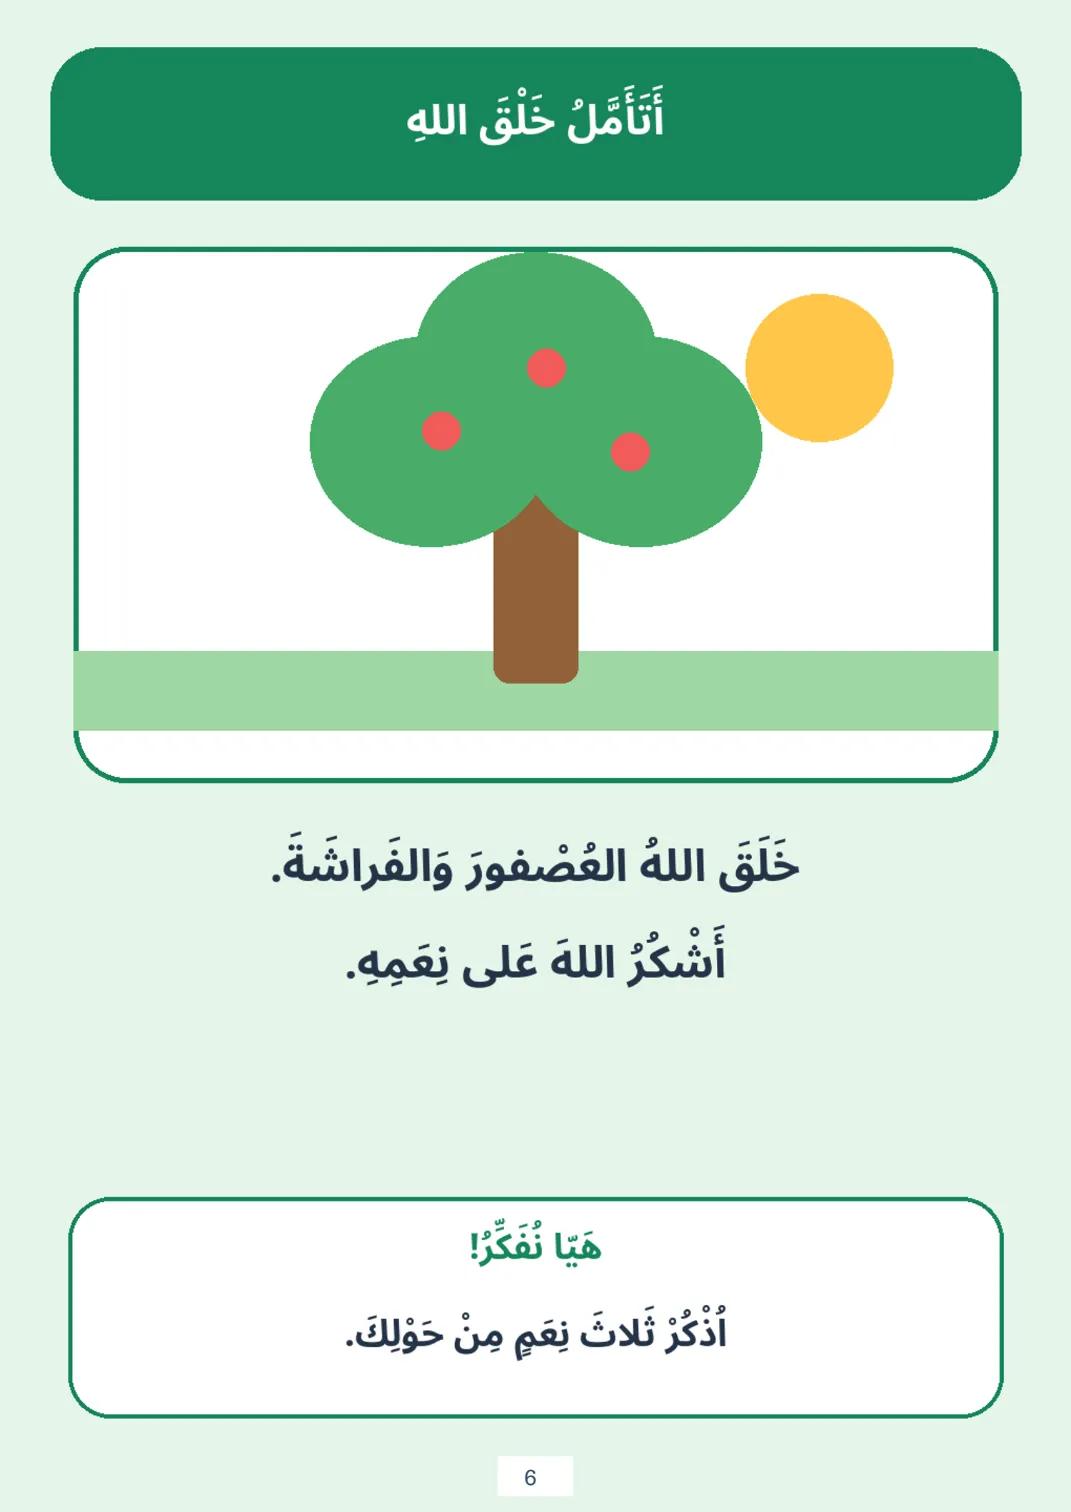 أَتَأَمَّلُ خَلْقَ اللهِ
خَلَقَ اللهُ العُصْفورَ وَالفَراشَةَ.
أَشْكُرُ اللهَ عَلى نِعَمِهِ.
هَيّا نُفَكِّرُ!
اُذْكُرْ ثَلاثَ نِعَمٍ مِنْ حَوْلِكَ.
6